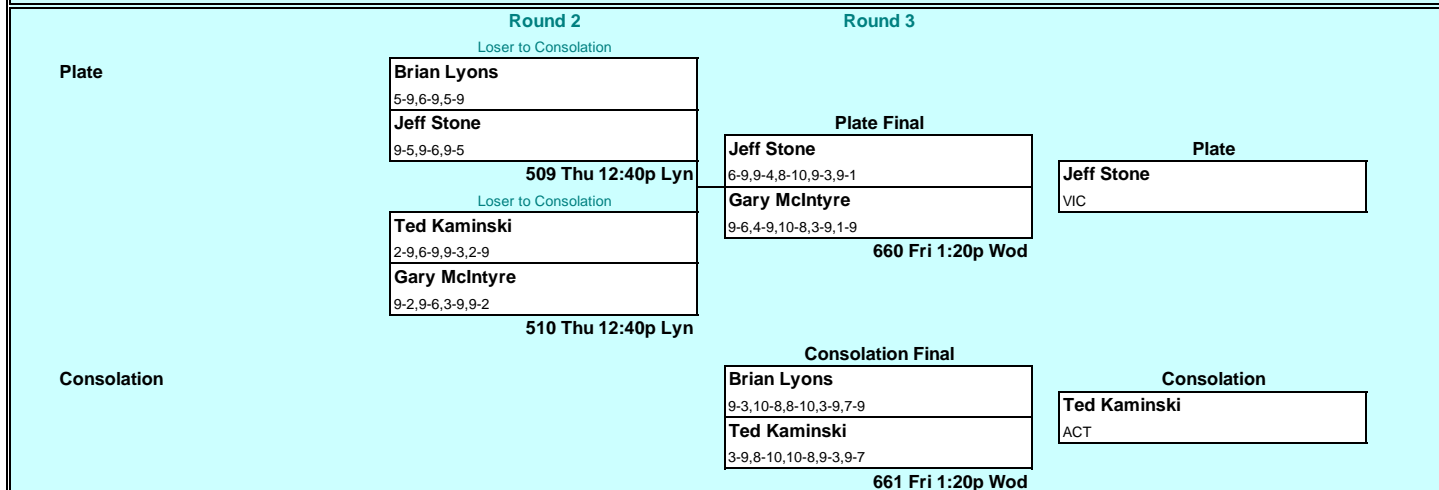 Round 2 Round 3
Loser to Consolation
Plate Brian Lyons
5-9,6-9,5-9
Jeff Stone Plate Final
9-5,9-6,9-5 Jeff Stone Plate
509 Thu 12:40p Lyn 6-9,9-4,8-10,9-3,9-1 Jeff Stone
Loser to Consolation Gary McIntyre VIC
Ted Kaminski 9-6,4-9,10-8,3-9,1-9
2-9,6-9,9-3,2-9 660 Fri 1:20p Wod
Gary McIntyre
9-2,9-6,3-9,9-2
510 Thu 12:40p Lyn
Consolation Final
Consolation Brian Lyons Consolation
9-3,10-8,8-10,3-9,7-9 Ted Kaminski
Ted Kaminski ACT
3-9,8-10,10-8,9-3,9-7
661 Fri 1:20p Wod